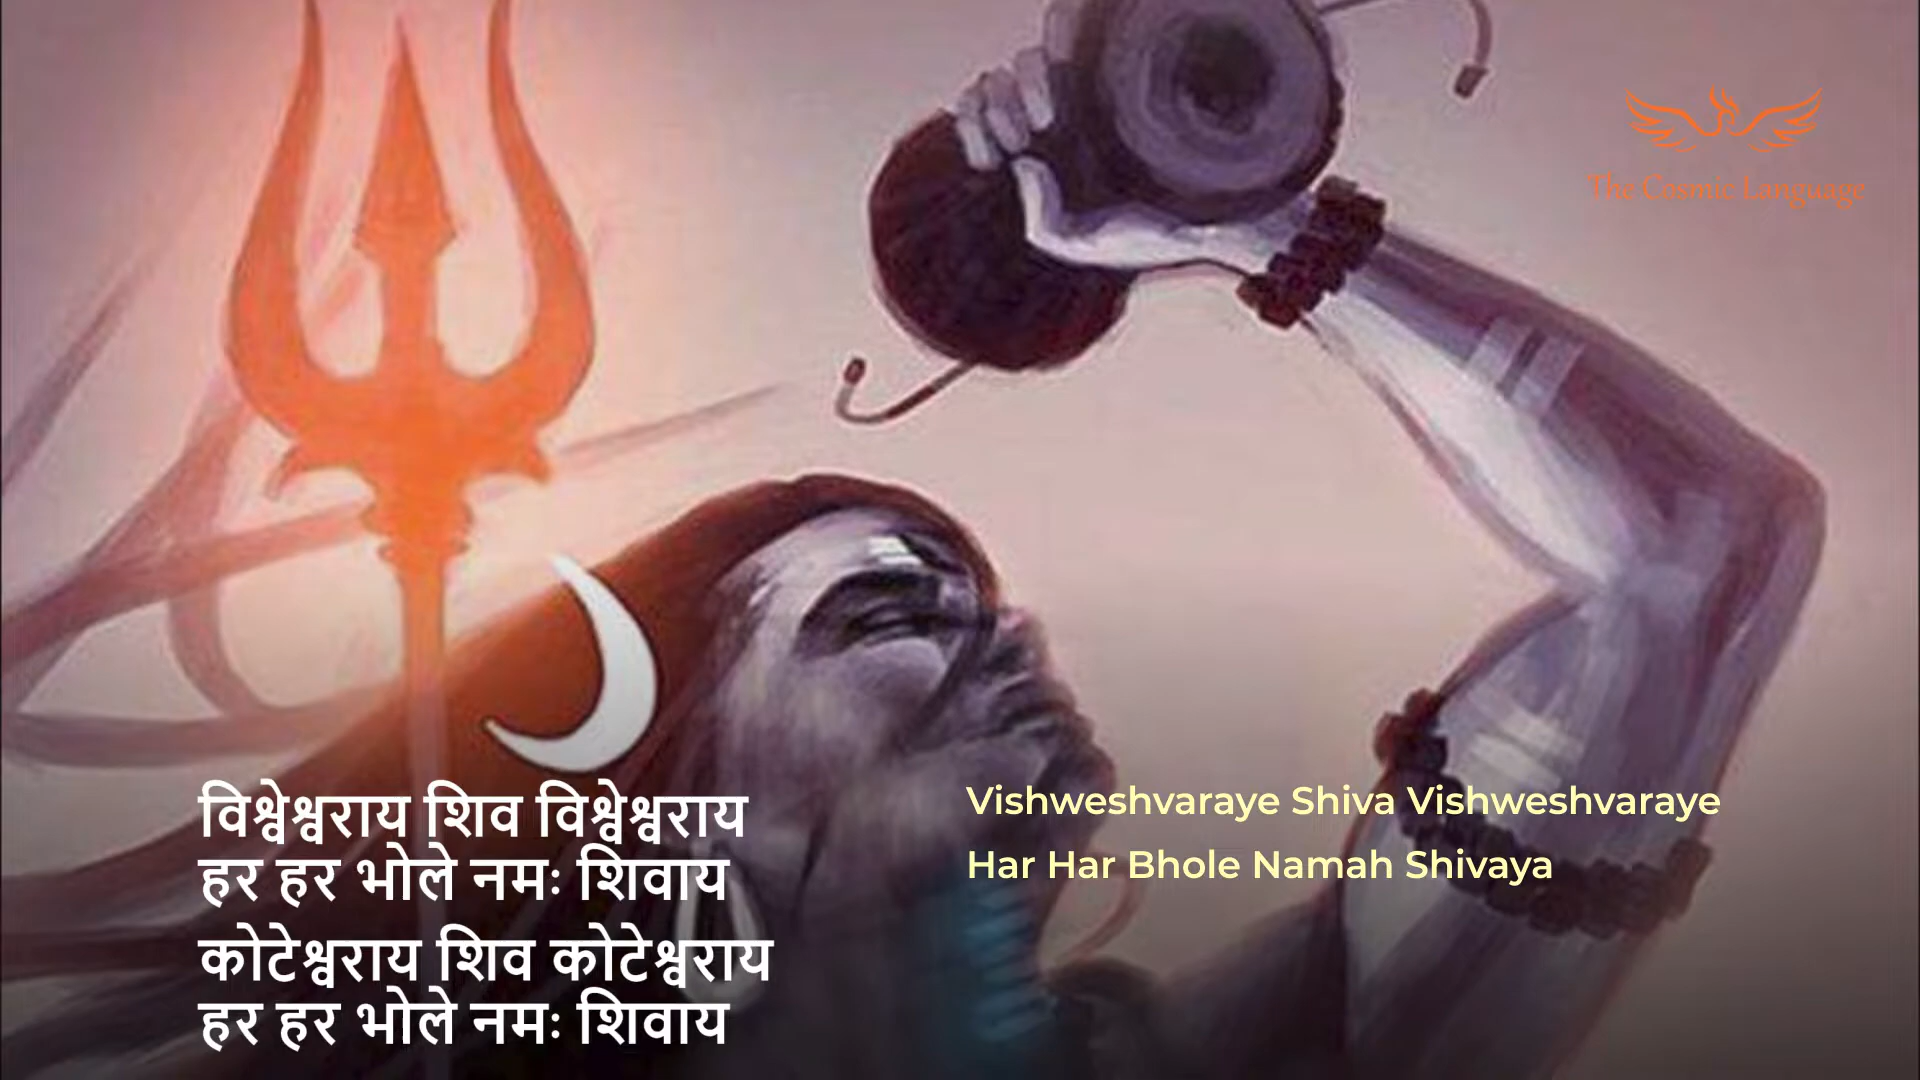 The Cosmic Language
विश्वेश्वराय शिव विश्वेश्वराय
हर हर भोले नमः शिवाय
कोटेश्वराय शिव कोटेश्वराय
हर हर भोले नमः शिवाय
Vishweshvaraye Shiva Vishweshvaraye
Har Har Bhole Namah Shivaya